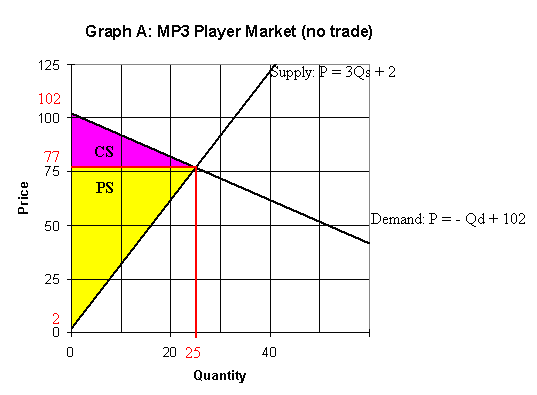 Graph A: MP3 Player Market (no trade)
125
Supply: P = 3Qs + 2
102
100
CS
77
75
PS
Price
50
Demand: P = - Qd + 102
25
2
0
0
20
25
40
Quantity